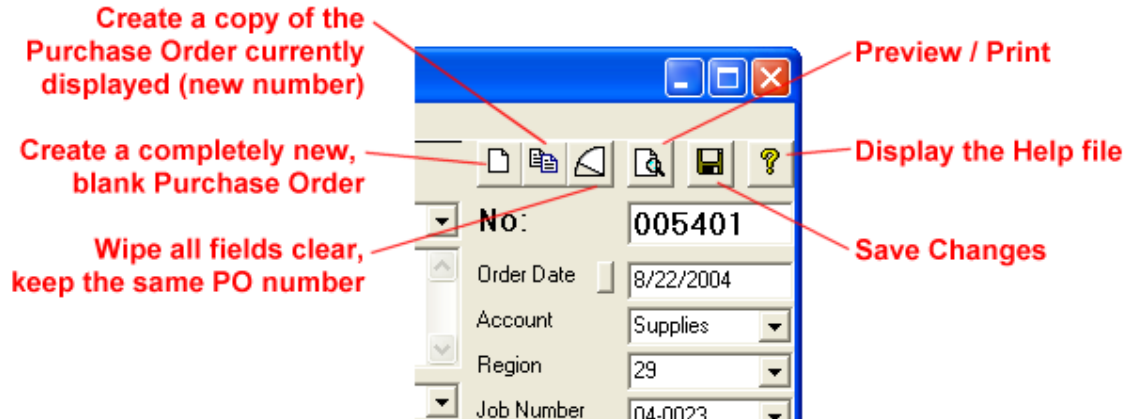 Create a copy of the
Purchase Order currently
displayed (new number)
Preview / Print
Create a completely new,
blank Purchase Order
Display the Help file
Wipe all fields clear,
keep the same PO number
Save Changes
No: 005401
Order Date 8/22/2004
Account Supplies
Region 29
Job Number 04-0023